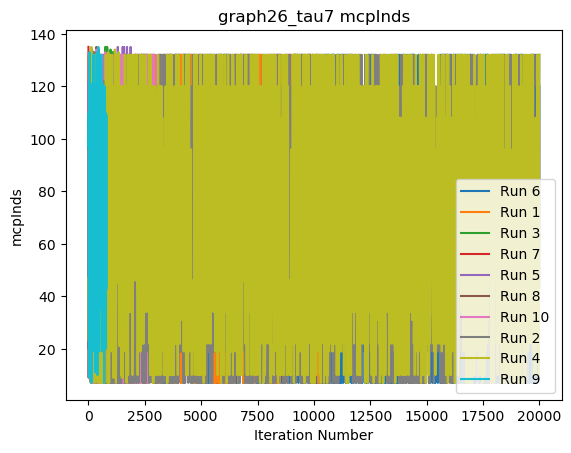 graph26_tau7 mcpInds
mcpInds
140
120
100
80
60
40
20
0
2500
5000
7500
10000
12500
15000
17500
20000
Iteration Number
Run 6
Run 1
Run 3
Run 7
Run 5
Run 8
Run 10
Run 2
Run 4
Run 9